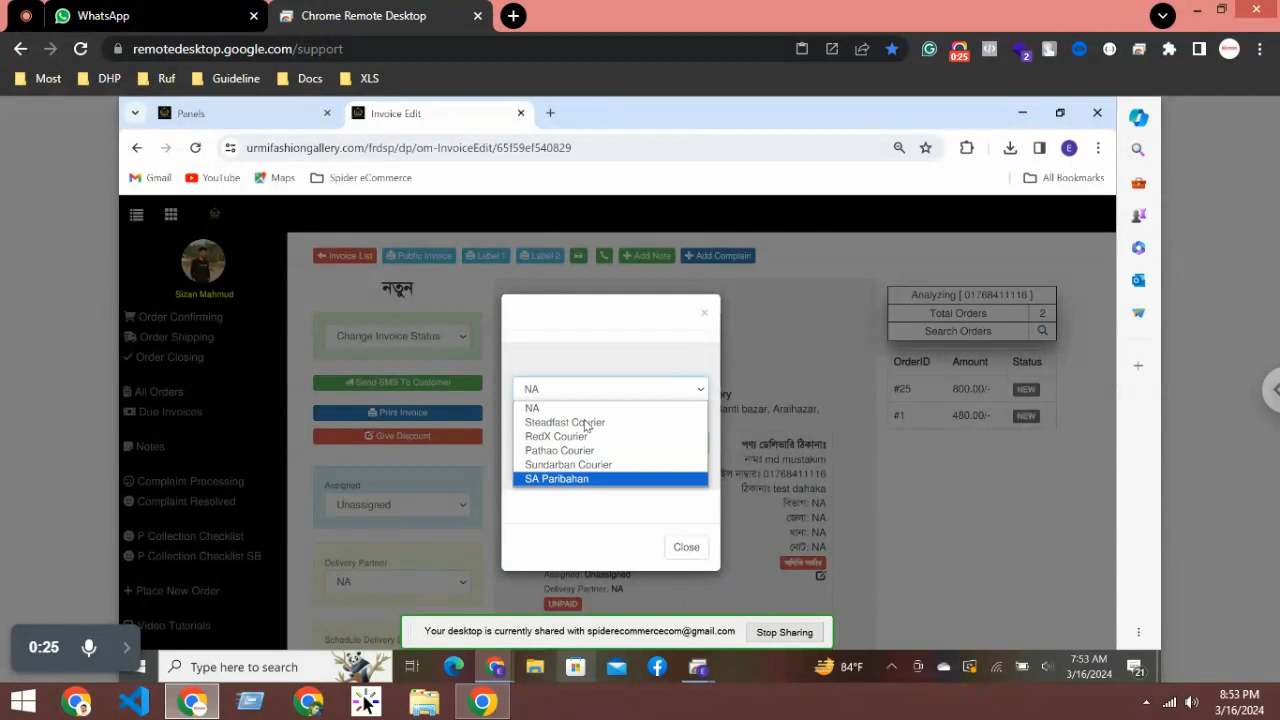 WhatsApp
Chrome Remote Desktop
remotedesktop.google.com/support
0:25
2
Most
DHP
Ruf
Guideline
Docs
XLS
Panels
Invoice Edit
urmifashiongallery.com/frdsp/dp/om-InvoiceEdit/65f59ef540829
E
Gmail
YouTube
Maps
Spider eCommerce
All Bookmarks
Sizan Mahmud
Order Confirming
Order Shipping
Order Closing
All Orders
Due Invoices
Notes
Complaint Processing
Complaint Resolved
P Collection Checklist
P Collection Checklist SB
Place New Order
Video Tutorials
Invoice List
Public Invoice
Label 1
Label 2
Add Note
Add Complain
নতুন
Change Invoice Status
Send SMS To Customer
Print Invoice
Give Discount
Assigned
Unassigned
Delivery Partner
NA
×
NA
NA
Steadfast Courier
RedX Courier
Pathao Courier
Sundarban Courier
SA Paribahan
Close
anti bazar, Araihazar,
পণ্য ডেলিভারি ঠিকানাঃ
নামঃ md mustakim
01768411116
ঠিকানাঃ test dahaka
বিভাগঃ NA
জেলাঃ NA
থানাঃ NA
নোটঃ NA
Assigned: Unassigned
Delivery Partner: NA
UNPAID
Analyzing [ 01768411116 ]
Total Orders 2
Search Orders
OrderID Amount Status
#25 800.00/- NEW
#1 480.00/- NEW
Your desktop is currently shared with spiderecommercecom@gmail.com
Stop Sharing
0:25
Type here to search
84°F
7:53 AM
3/16/2024
21
8:53 PM
3/16/2024